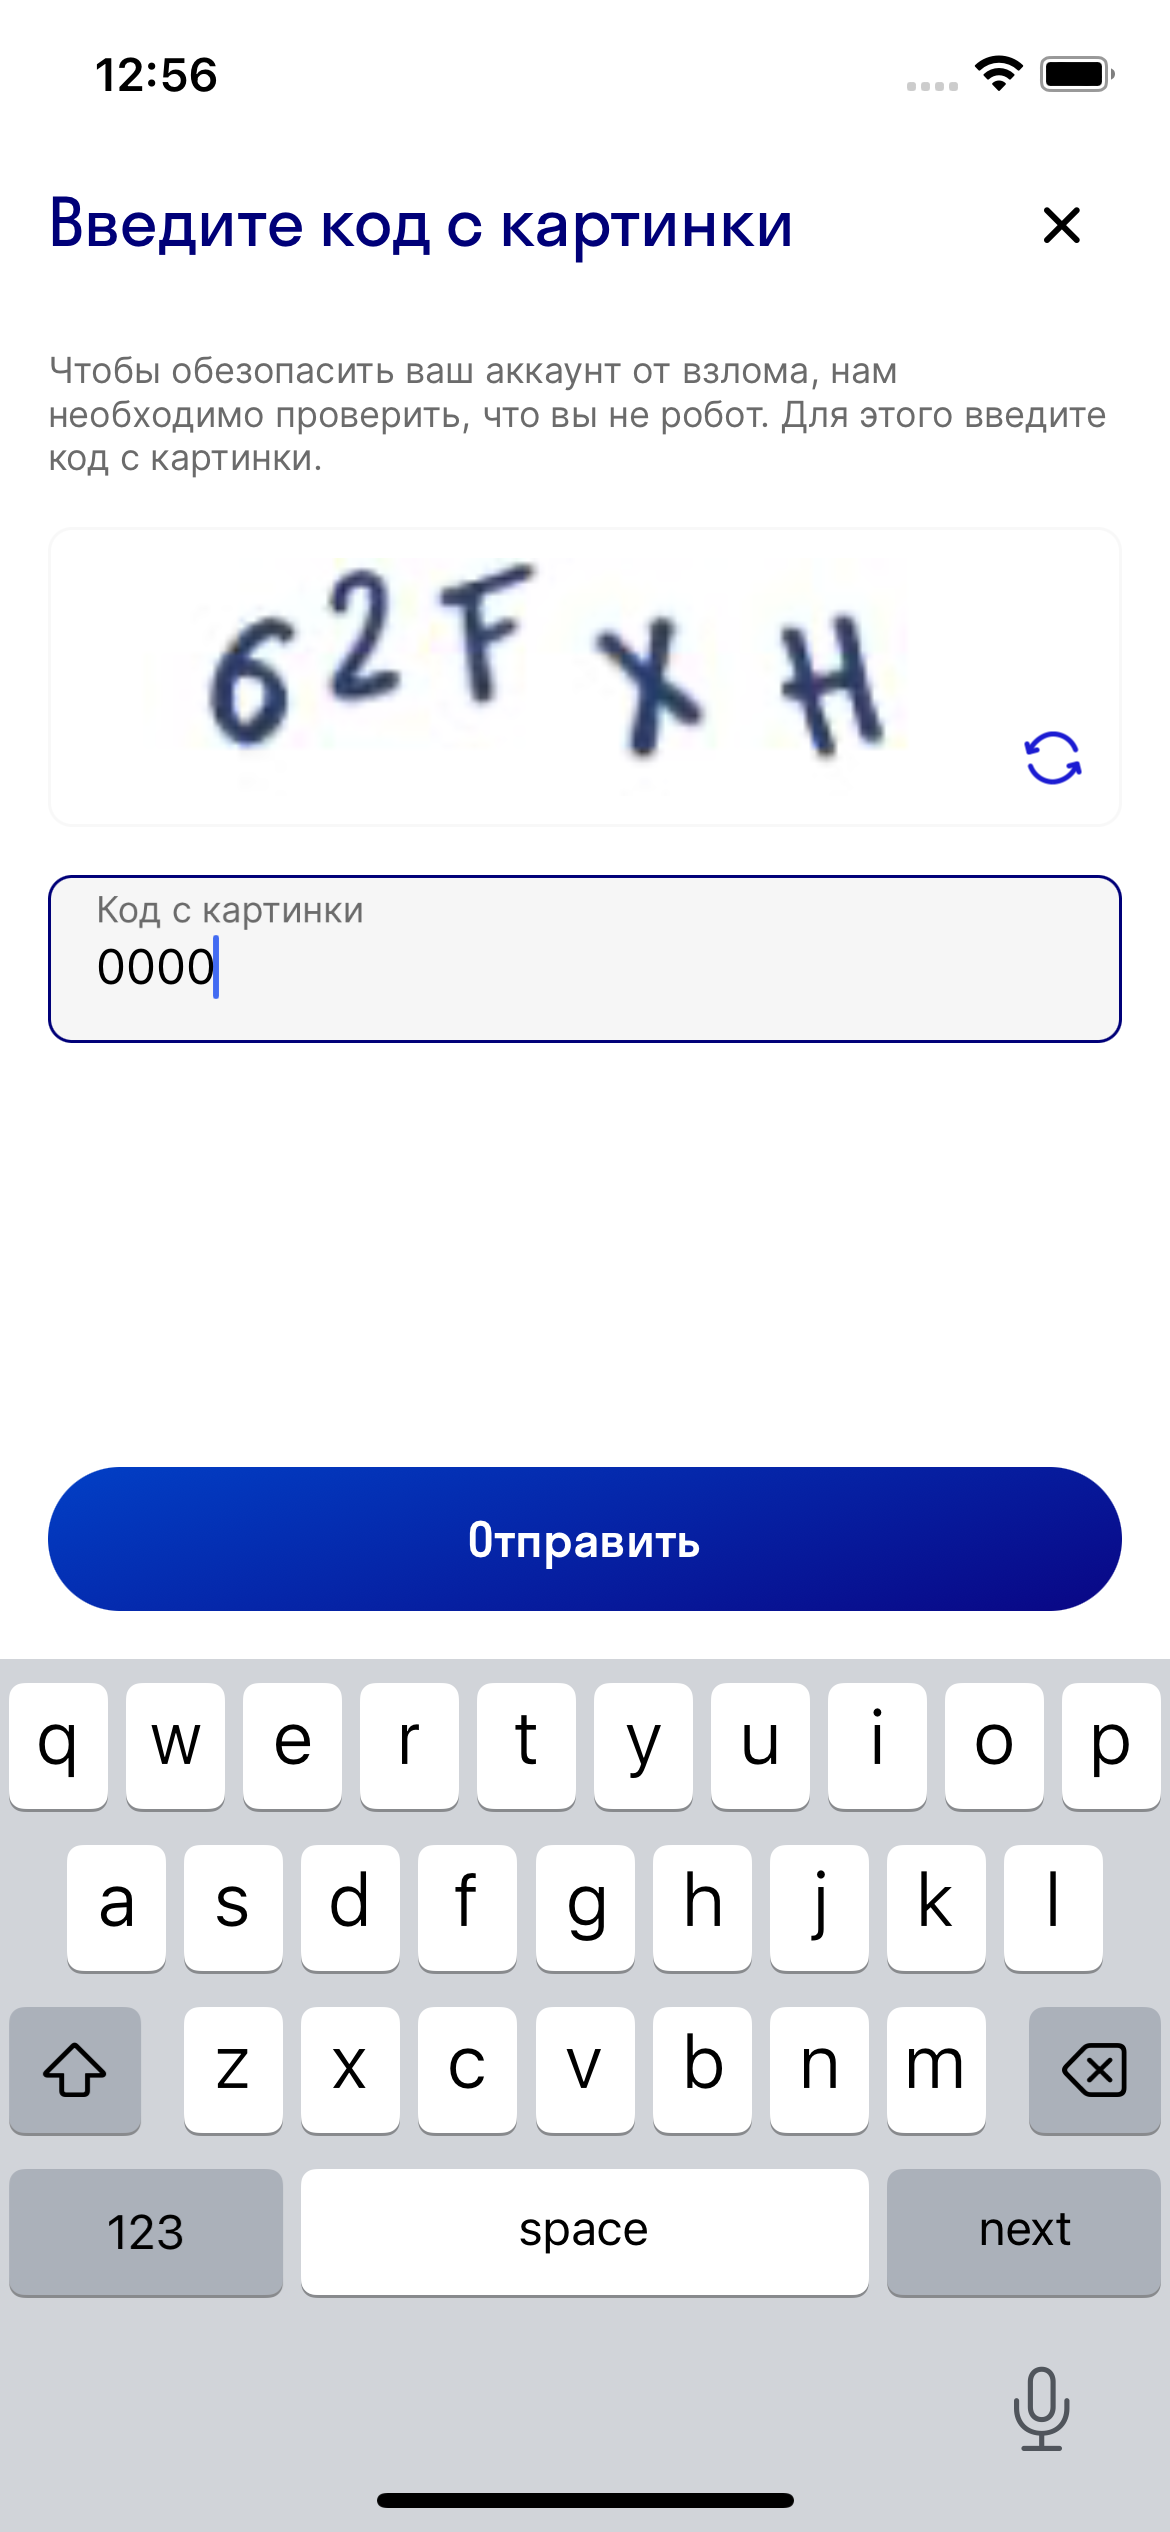 12:56
Введите код с картинки
Чтобы обезопасить ваш аккаунт от взлома, нам
необходимо проверить, что вы не робот. Для этого введите
код с картинки.
62FXH
Код с картинки
0000
Отправить
q w e r t y u i o p
a s d f g h j k l
z x c v b n m
123 space next